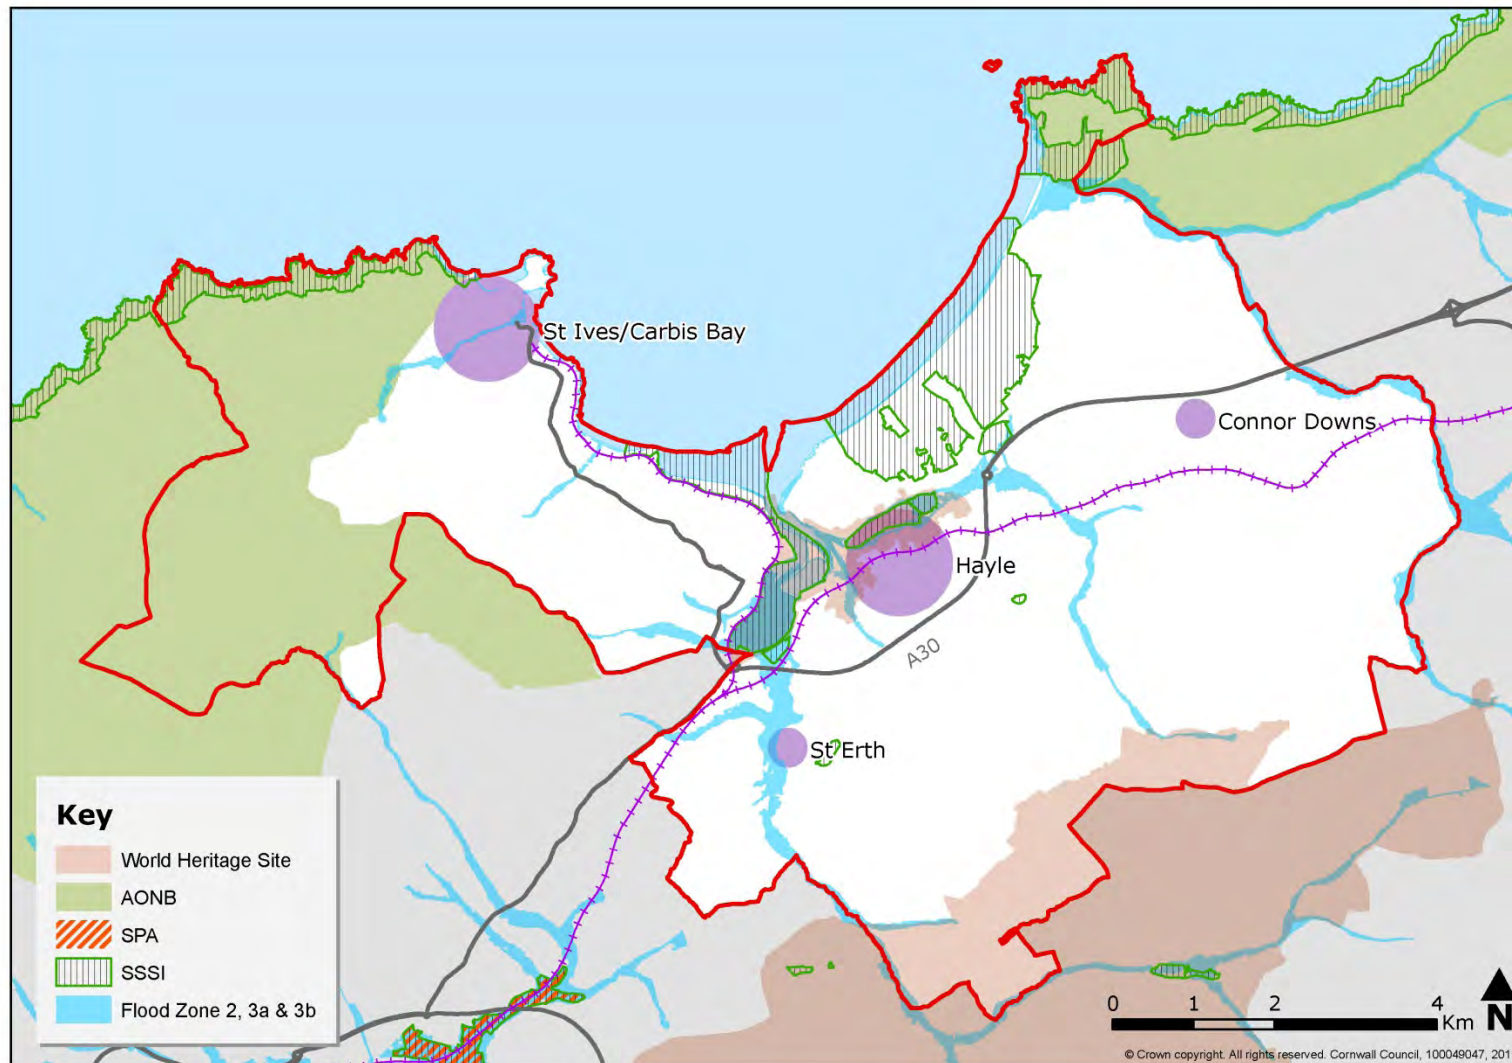 St Ives/Carbis Bay
Connor Downs
Hayle
A30
St Erth
Key
World Heritage Site
AONB
SPA
SSSI
Flood Zone 2, 3a & 3b
0 1 2 4
Km
N
© Crown copyright. All rights reserved. Cornwall Council, 100049047, 201